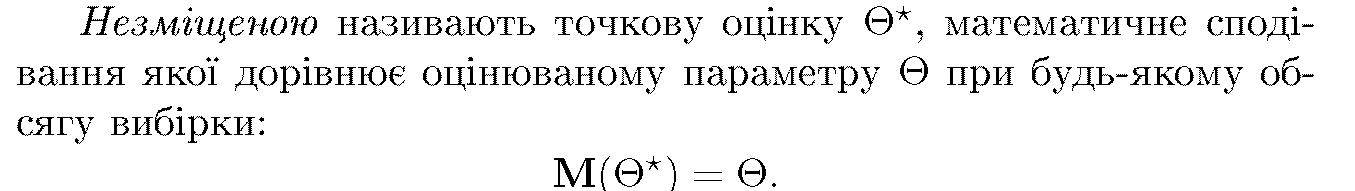 Незміщеною називають точкову оцінку Θ⋆, математичне споді-
вання якої дорівнює оцінюваному параметру Θ при будь-якому об-
сягу вибірки:
M(Θ⋆) = Θ.